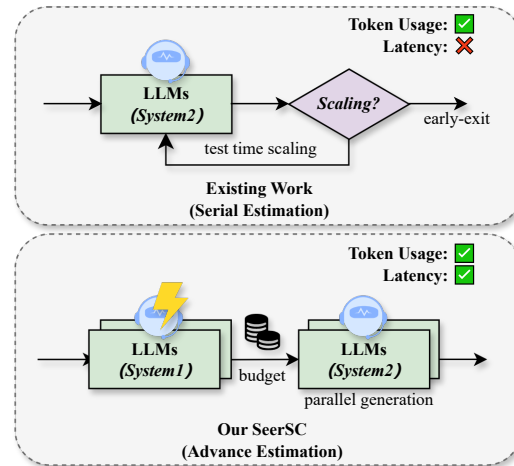 Token Usage: ✅
Latency: ❌
LLMs
(System2)
Scaling?
early-exit
test time scaling
Existing Work
(Serial Estimation)
Token Usage: ✅
Latency: ✅
LLMs
(System1)
budget
LLMs
(System2)
parallel generation
Our SeerSC
(Advance Estimation)